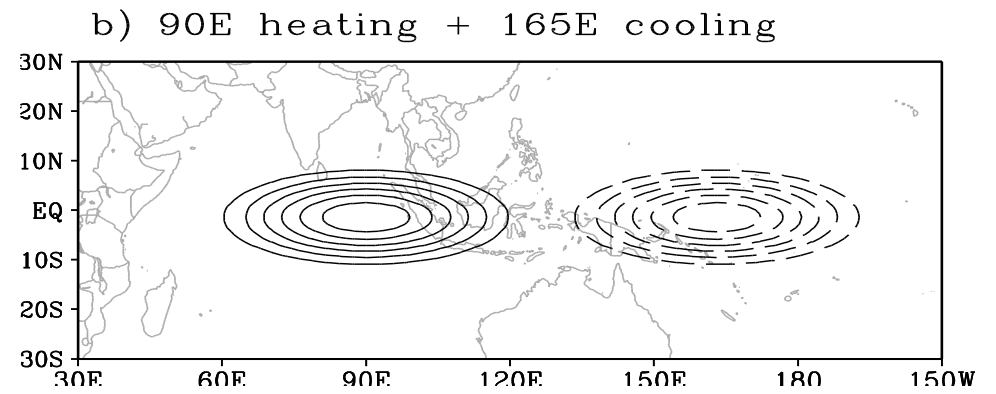 b) 90E heating + 165E cooling
30N
20N
10N
EQ
10S
20S
30S
30E 60E 90E 120E 150E 180 150W